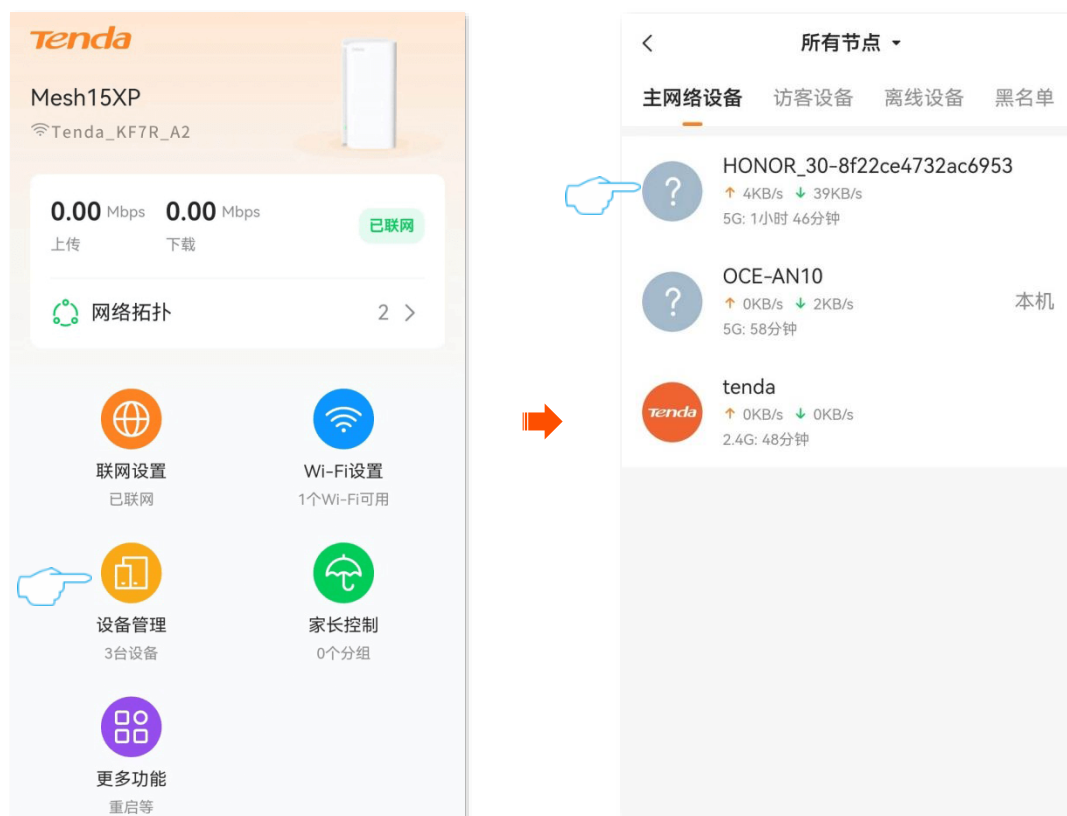 Tenda
Mesh15XP
Tenda_KF7R_A2
0.00 Mbps 0.00 Mbps
上传 下载
已联网
网络拓扑 2
联网设置
已联网
Wi-Fi设置
1个Wi-Fi可用
设备管理
3台设备
家长控制
0个分组
更多功能
重启等
所有节点
主网络设备 访客设备 离线设备 黑名单
HONOR_30-8f22ce4732ac6953
↑ 4KB/s ↓ 39KB/s
5G: 1小时 46分钟
OCE-AN10
↑ 0KB/s ↓ 2KB/s
5G: 58分钟
本机
Tenda
tenda
↑ 0KB/s ↓ 0KB/s
2.4G: 48分钟